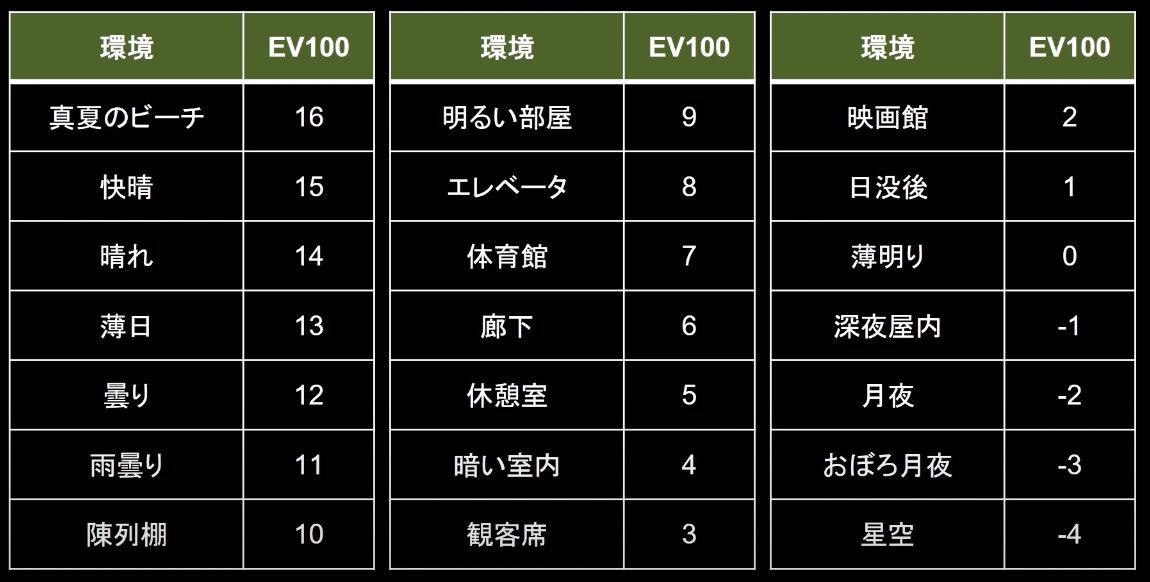 環境 EV100
真夏のビーチ 16
快晴 15
晴れ 14
薄日 13
曇り 12
雨曇り 11
陳列棚 10
環境 EV100
明るい部屋 9
エレベータ 8
体育館 7
廊下 6
休憩室 5
暗い室内 4
観客席 3
環境 EV100
映画館 2
日没後 1
薄明り 0
深夜屋内 -1
月夜 -2
おぼろ月夜 -3
星空 -4